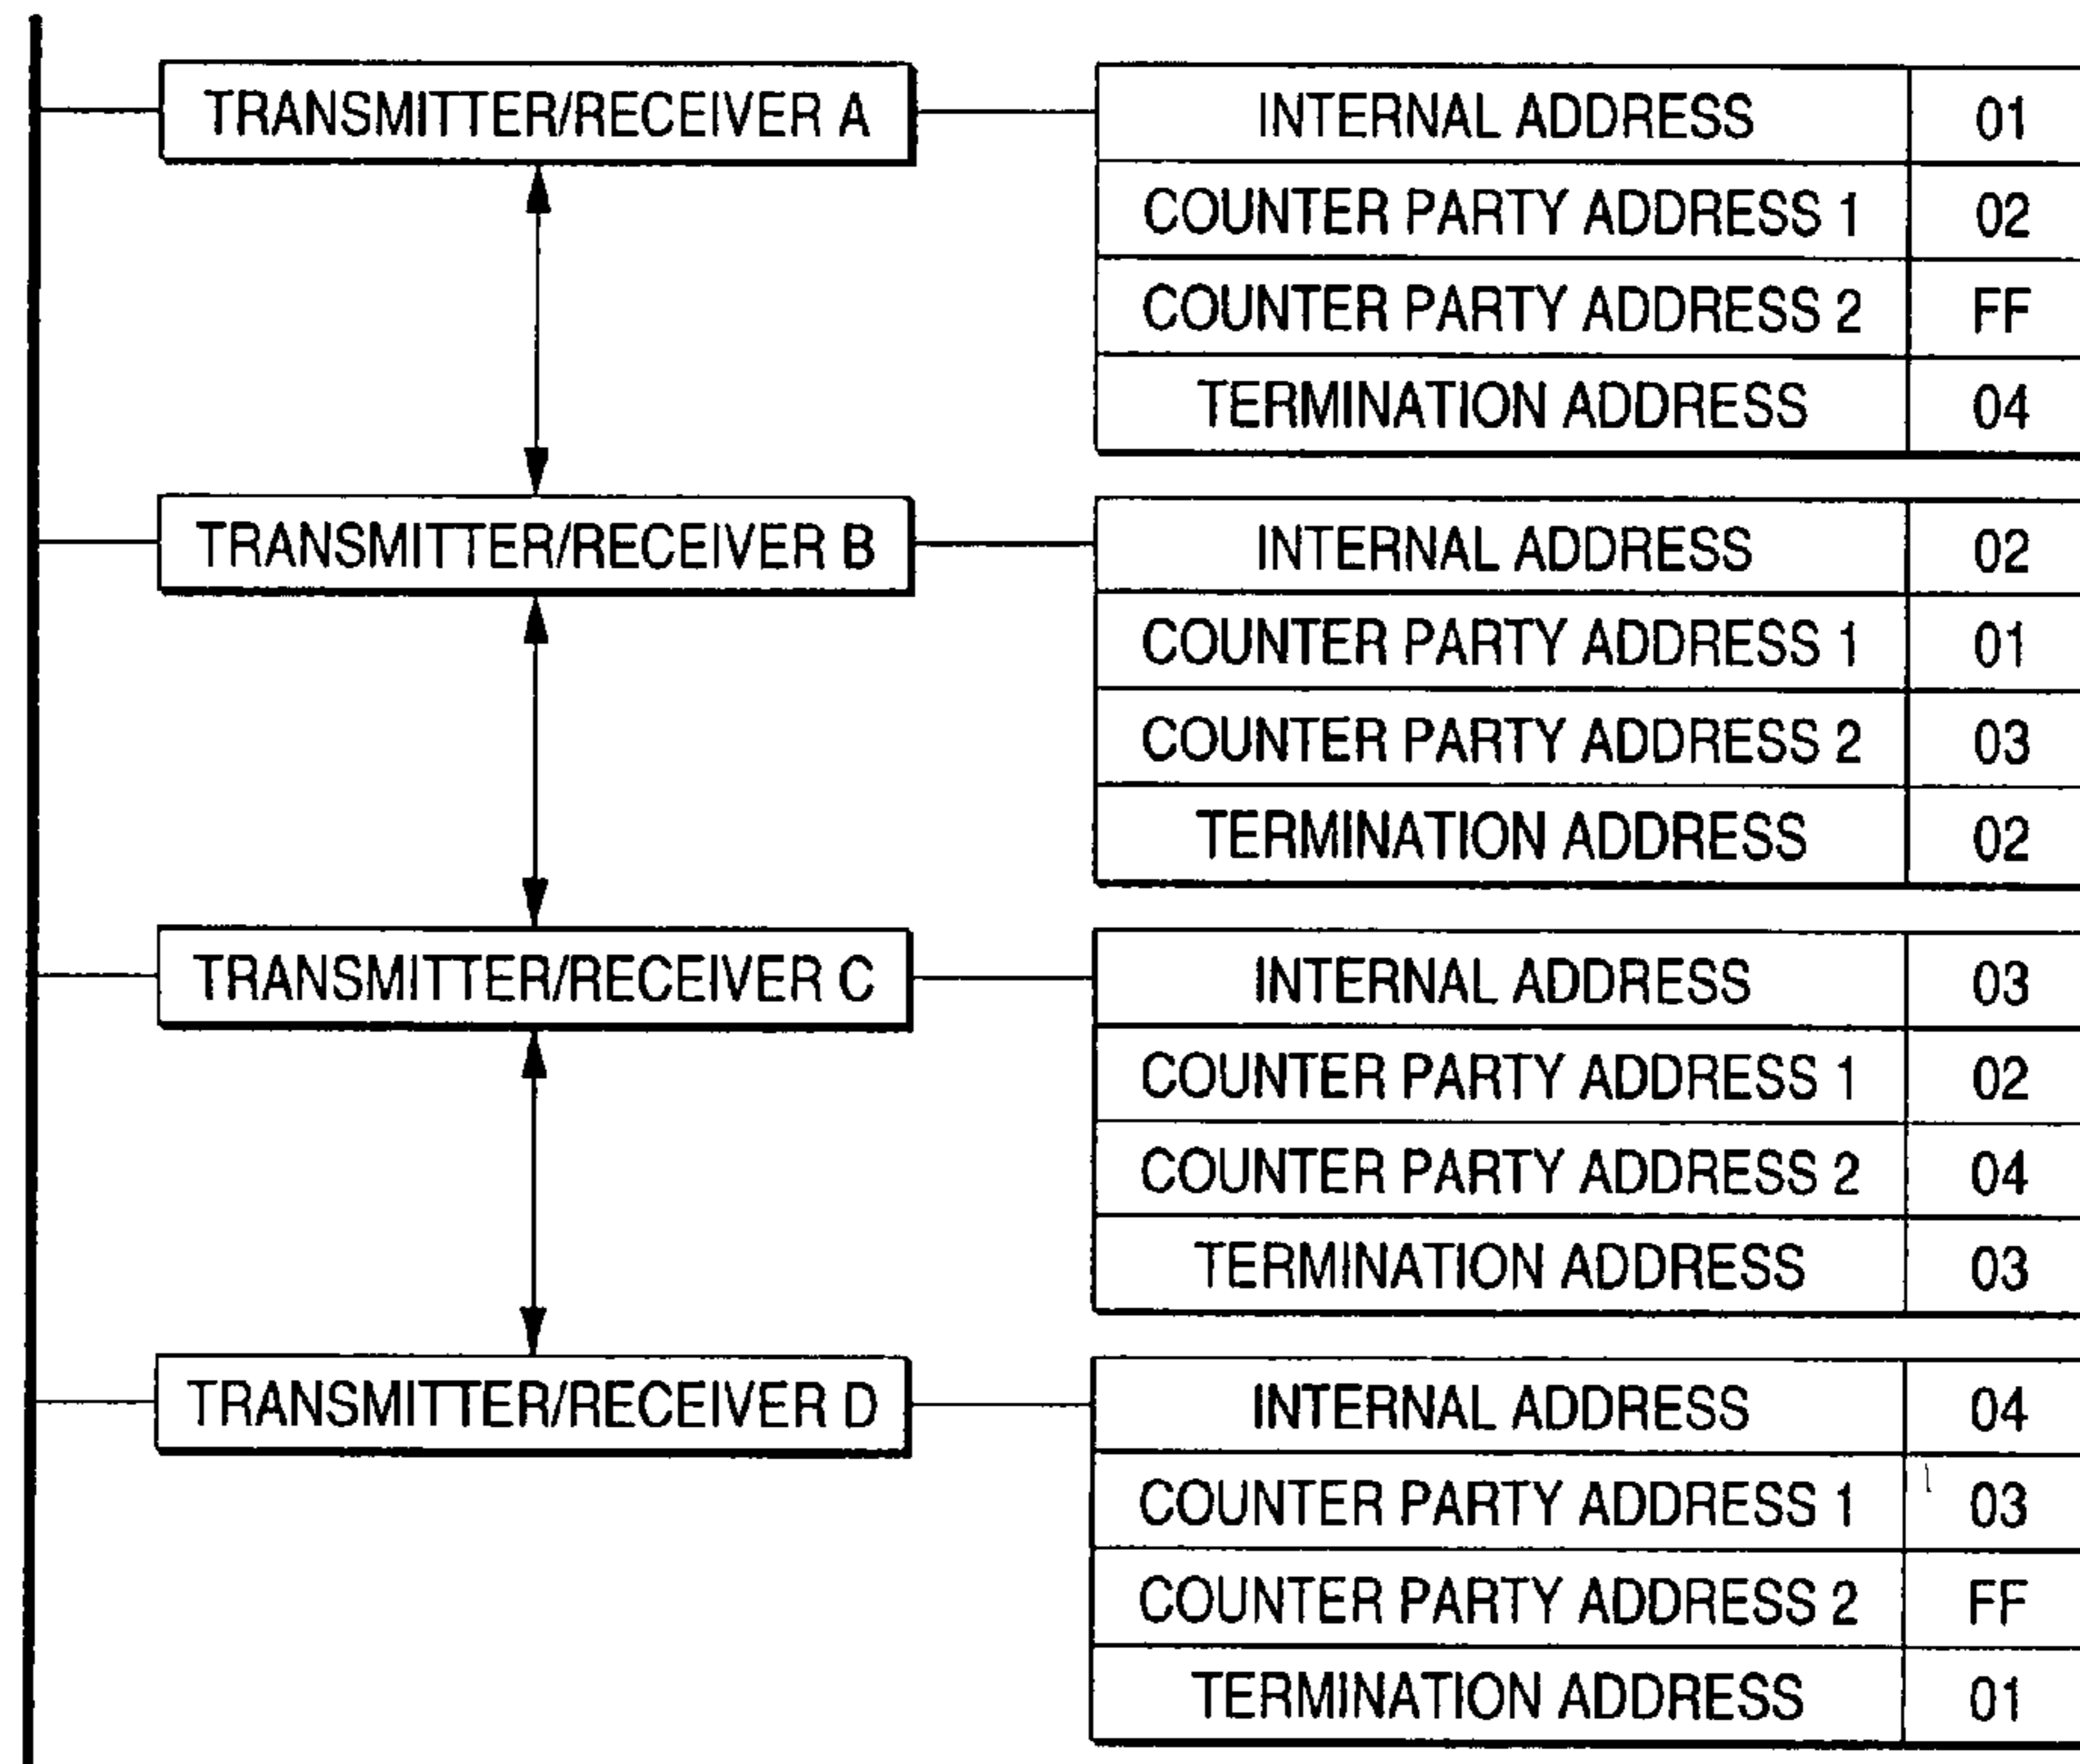 TRANSMITTER/RECEIVER A
INTERNAL ADDRESS 01
COUNTER PARTY ADDRESS 1 02
COUNTER PARTY ADDRESS 2 FF
TERMINATION ADDRESS 04
TRANSMITTER/RECEIVER B
INTERNAL ADDRESS 02
COUNTER PARTY ADDRESS 1 01
COUNTER PARTY ADDRESS 2 03
TERMINATION ADDRESS 02
TRANSMITTER/RECEIVER C
INTERNAL ADDRESS 03
COUNTER PARTY ADDRESS 1 02
COUNTER PARTY ADDRESS 2 04
TERMINATION ADDRESS 03
TRANSMITTER/RECEIVER D
INTERNAL ADDRESS 04
COUNTER PARTY ADDRESS 1 03
COUNTER PARTY ADDRESS 2 FF
TERMINATION ADDRESS 01